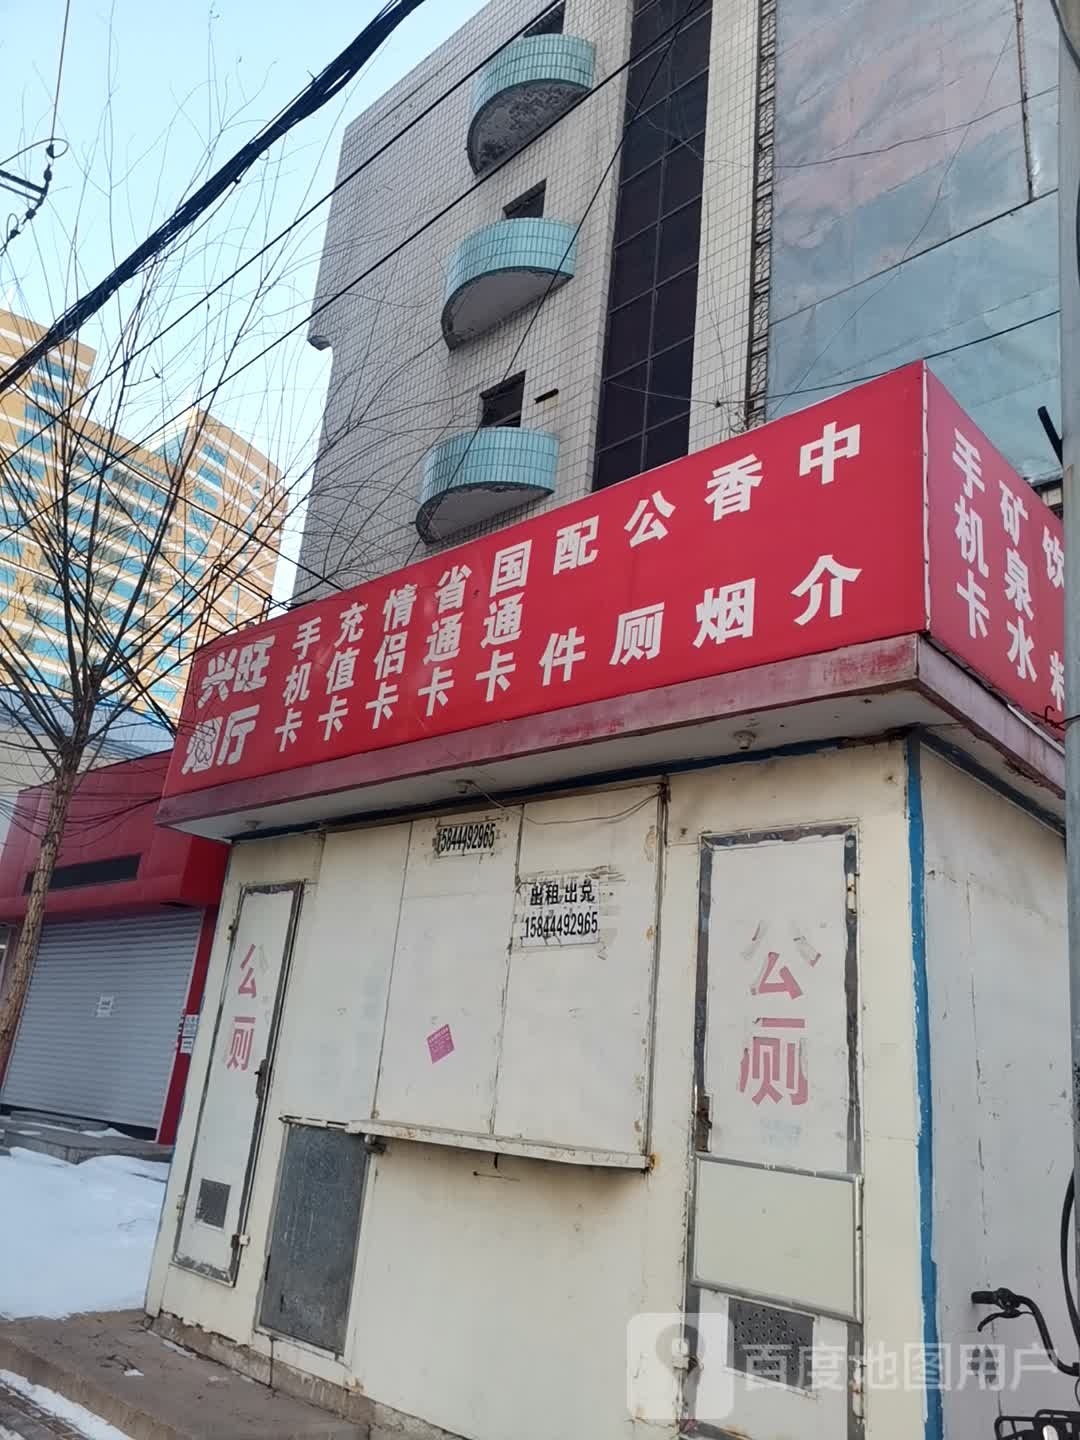 兴旺
烟厅
手机卡
充值卡
情侣卡
省通卡
国通卡
配件
公厕
香烟
中介
手机卡
矿泉水
饮料
15844492965
出租 出兑
15844492965
公厕
公厕
百度地图用户